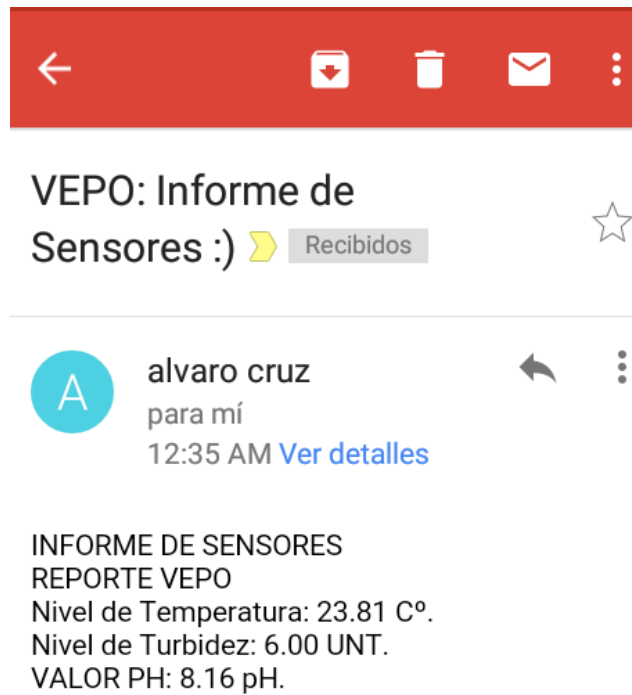 VEPO: Informe de
Sensores :) Recibidos
A
alvaro cruz
para mí
12:35 AM Ver detalles
INFORME DE SENSORES
REPORTE VEPO
Nivel de Temperatura: 23.81 Cº.
Nivel de Turbidez: 6.00 UNT.
VALOR PH: 8.16 pH.